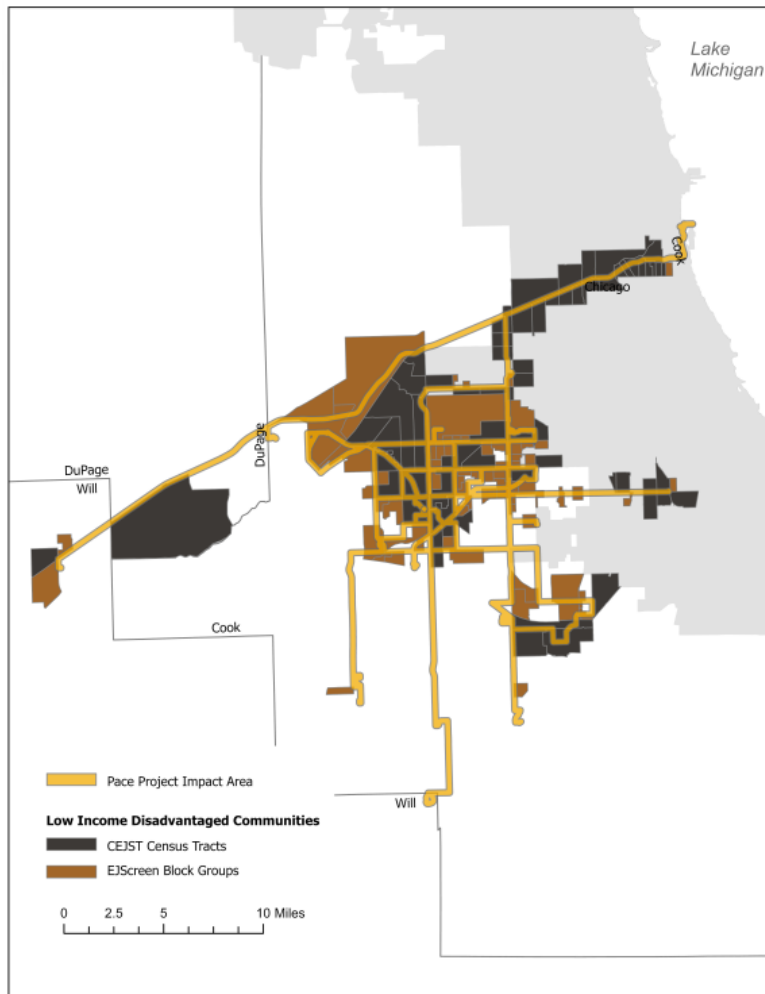 Lake
Michigan
Cook
Chicago
DuPage
DuPage
Will
Cook
Will
Pace Project Impact Area
Low Income Disadvantaged Communities
CEJST Census Tracts
EJScreen Block Groups
0 2.5 5 10 Miles